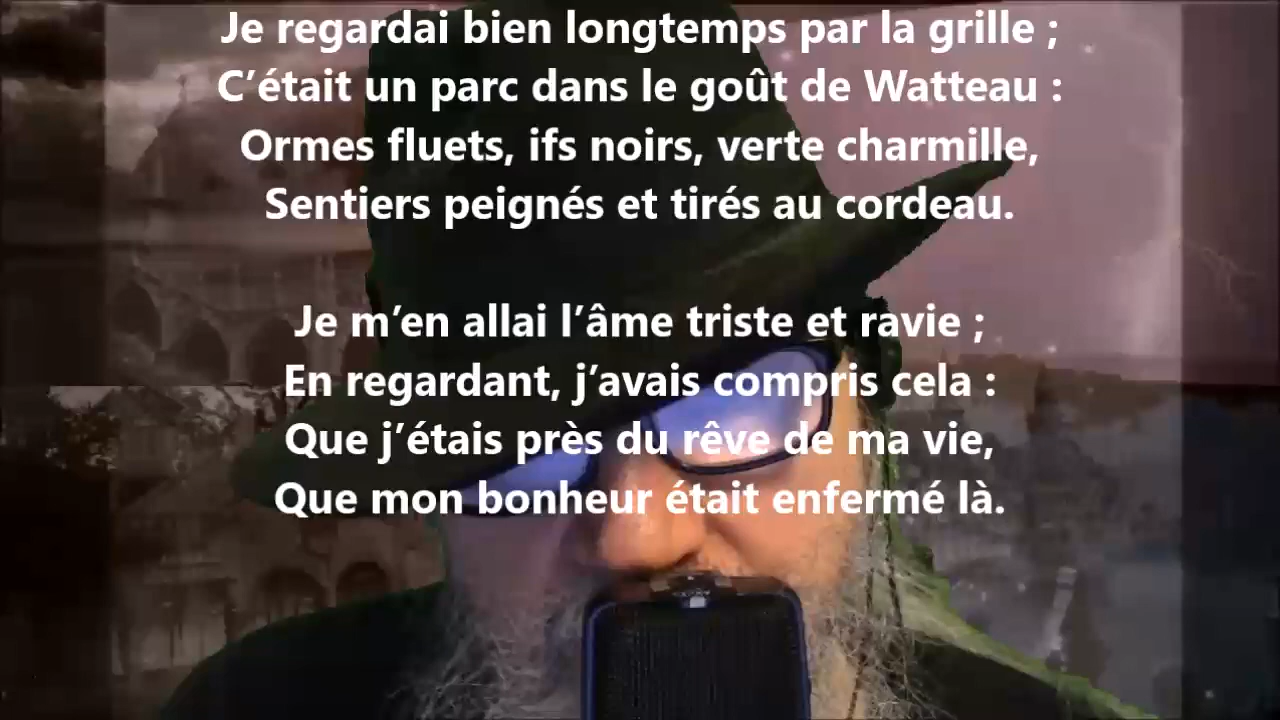 Je regardai bien longtemps par la grille ;
C’était un parc dans le goût de Watteau :
Ormes fluets, ifs noirs, verte charmille,
Sentiers peignés et tirés au cordeau.
Je m’en allai l’âme triste et ravie ;
En regardant, j’avais compris cela :
Que j’étais près du rêve de ma vie,
Que mon bonheur était enfermé là.